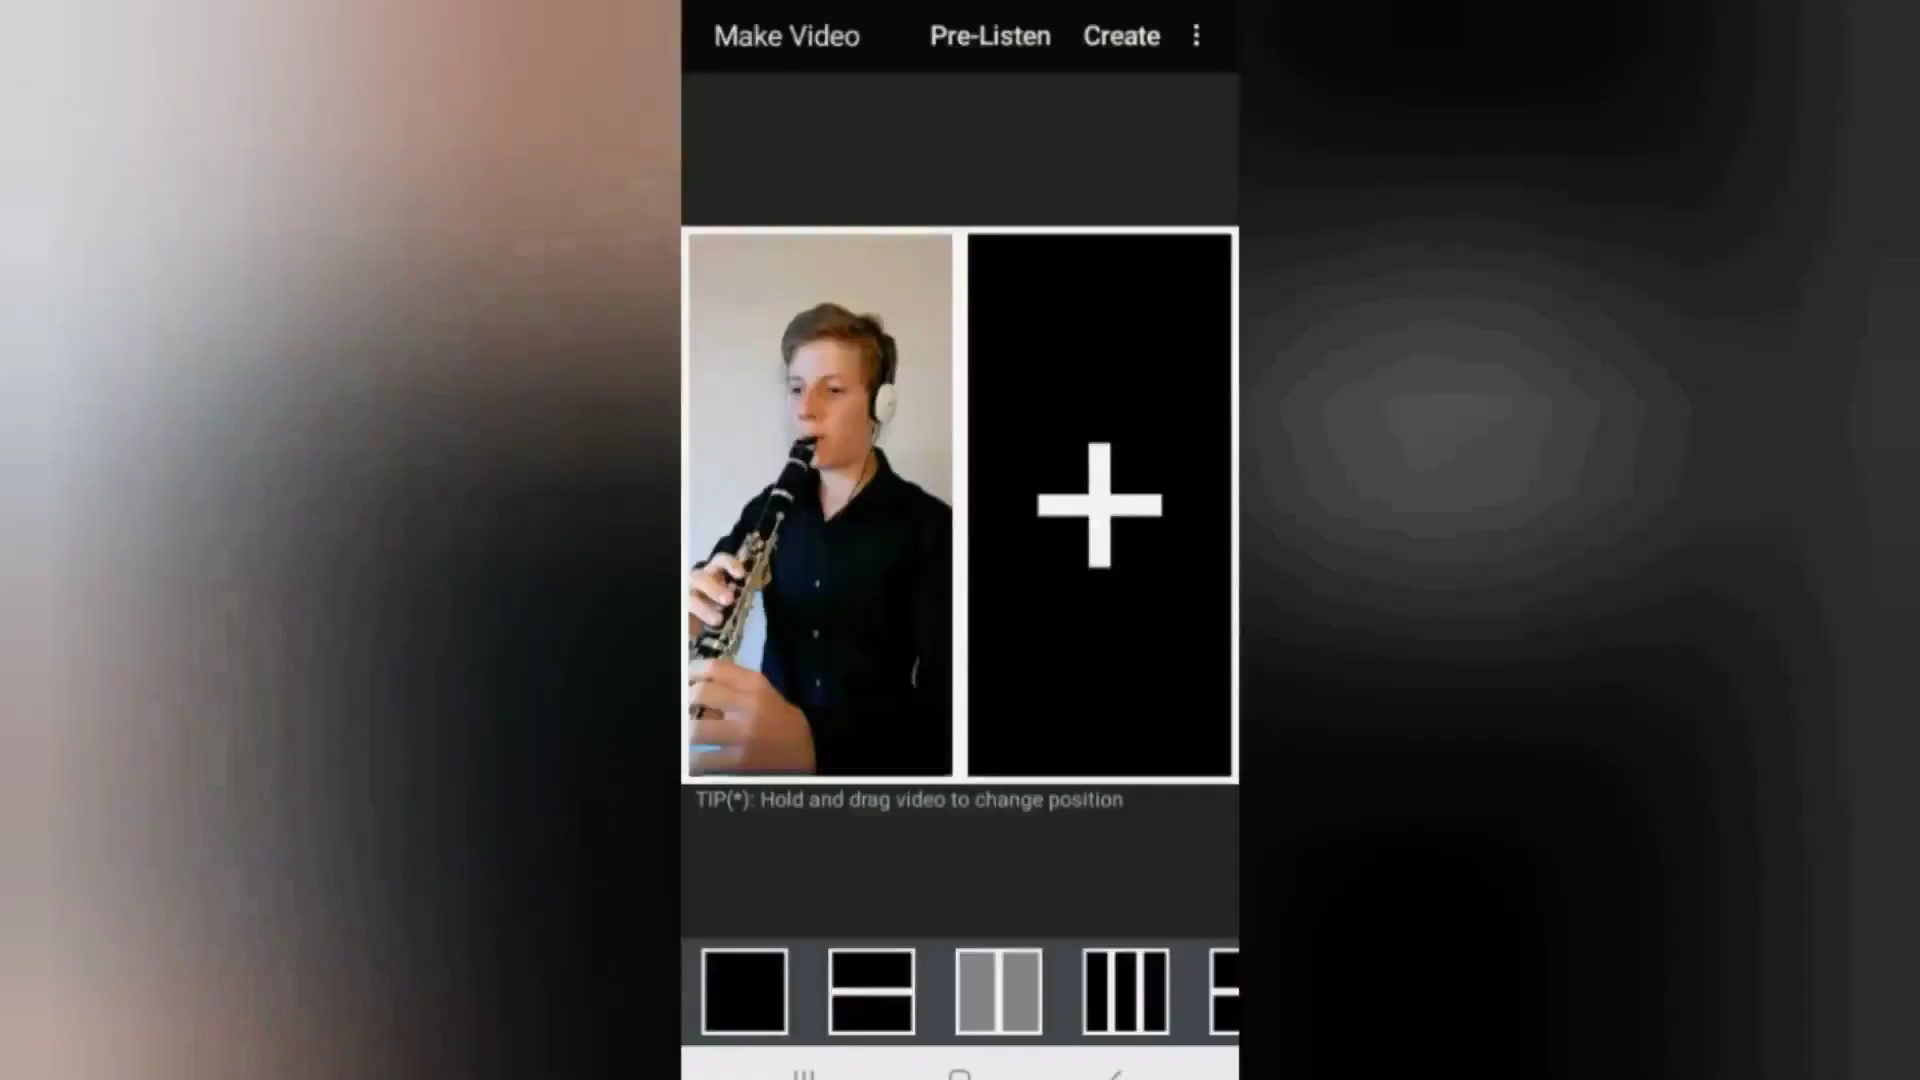 Make Video Pre-Listen Create
TIP(*): Hold and drag video to change position